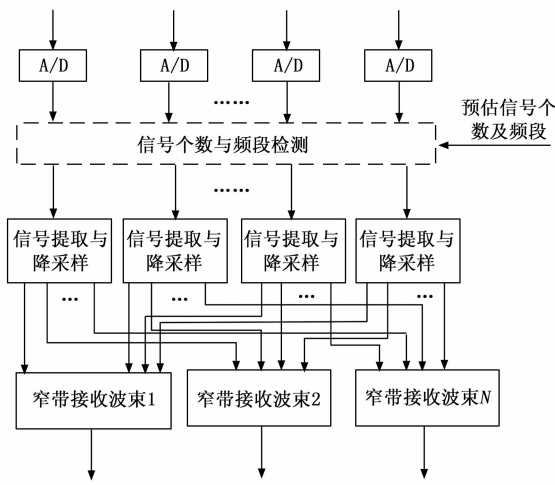 A/D
A/D
A/D
A/D
……
预估信号个
数及频段
信号个数与频段检测
……
信号提取与
降采样
信号提取与
降采样
信号提取与
降采样
信号提取与
降采样
…
…
…
…
窄带接收波束1
窄带接收波束2
窄带接收波束N